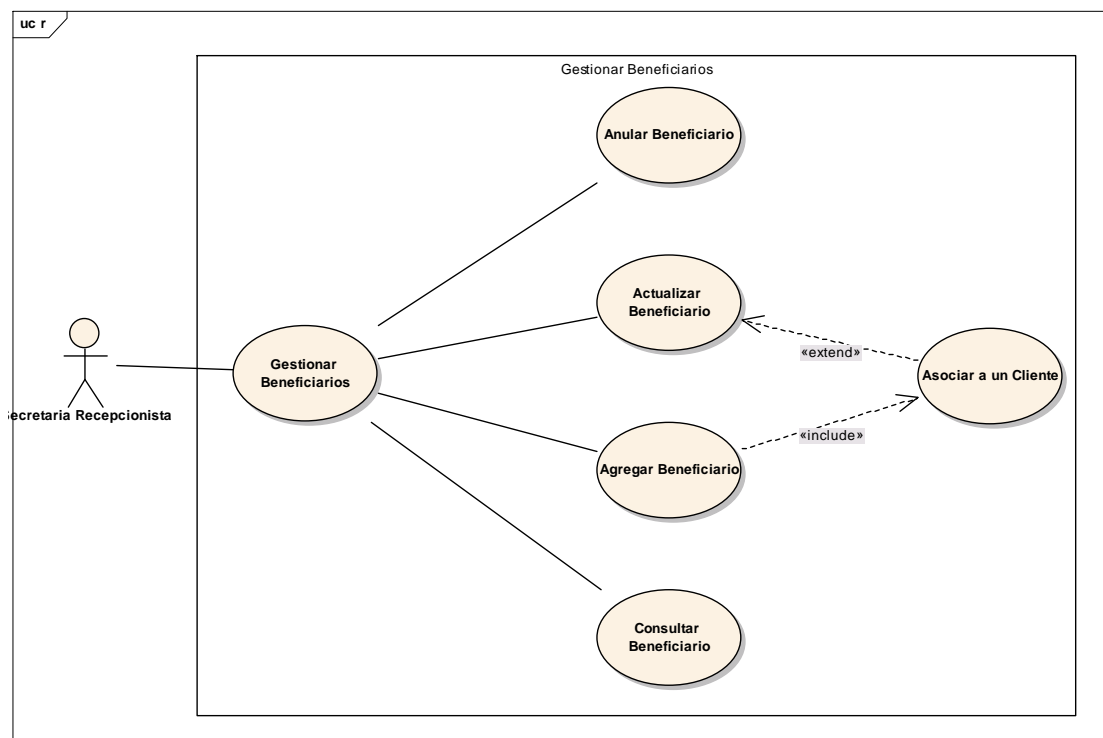 uc r
Gestionar Beneficiarios
Anular Beneficiario
Actualizar
Beneficiario
«extend»
Asociar a un Cliente
Gestionar
Beneficiarios
ecretaria Recepcionista
«include»
Agregar Beneficiario
Consultar
Beneficiario